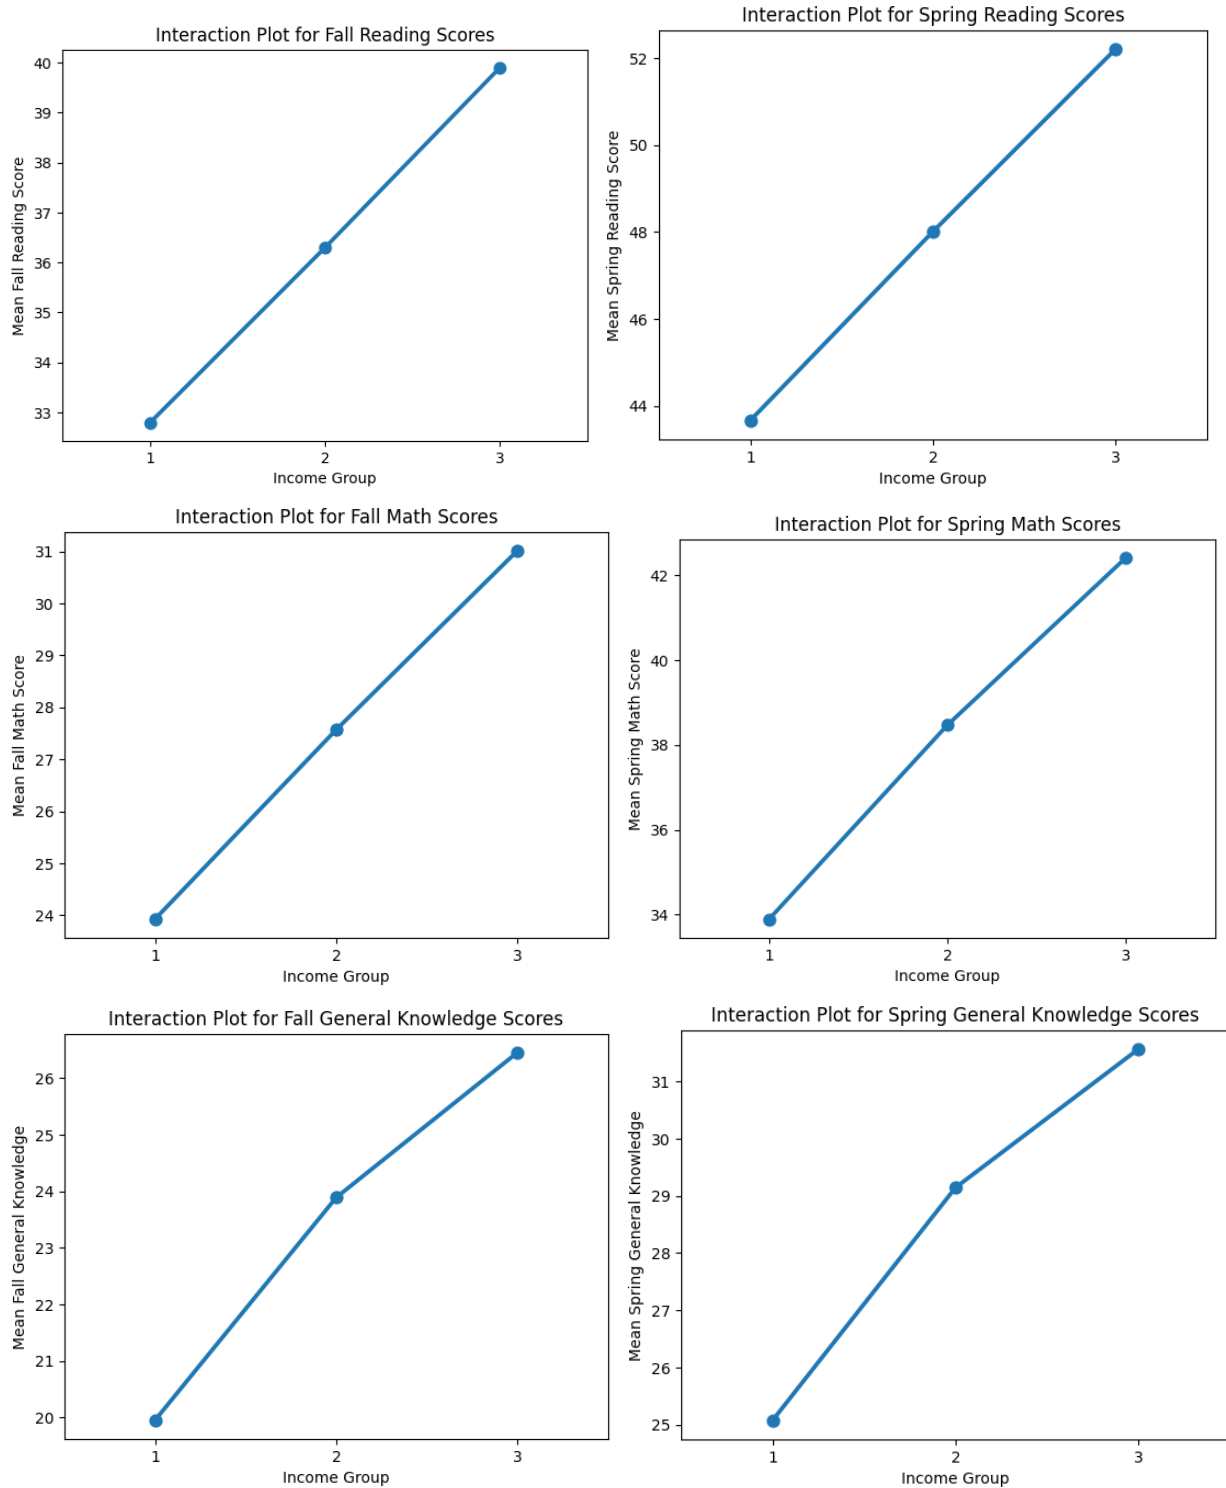 Interaction Plot for Fall Reading Scores
Mean Fall Reading Score
40
39
38
37
36
35
34
33
1 2 3
Income Group
Interaction Plot for Spring Reading Scores
Mean Spring Reading Score
52
50
48
46
44
1 2 3
Income Group
Interaction Plot for Fall Math Scores
Mean Fall Math Score
31
30
29
28
27
26
25
24
1 2 3
Income Group
Interaction Plot for Spring Math Scores
Mean Spring Math Score
42
40
38
36
34
1 2 3
Income Group
Interaction Plot for Fall General Knowledge Scores
Mean Fall General Knowledge
26
25
24
23
22
21
20
1 2 3
Income Group
Interaction Plot for Spring General Knowledge Scores
Mean Spring General Knowledge
31
30
29
28
27
26
25
1 2 3
Income Group